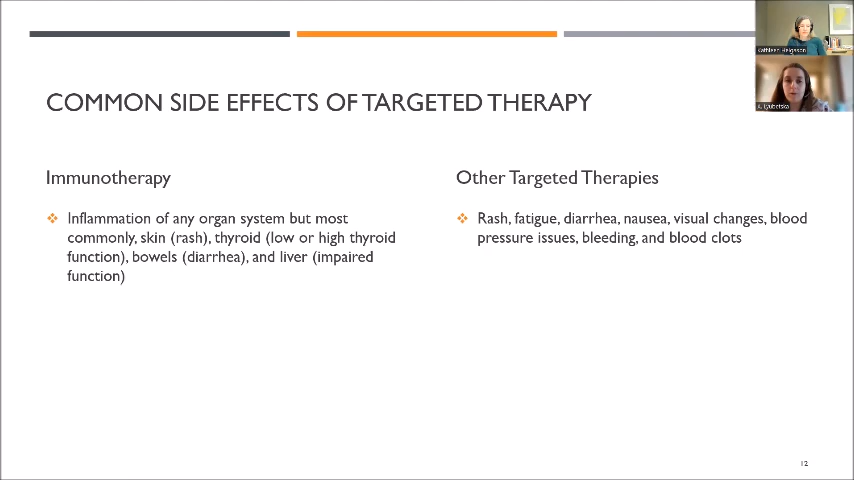 Kathleen Helgeson
COMMON SIDE EFFECTS OF TARGETED THERAPY
Immunotherapy
Inflammation of any organ system but most
commonly, skin (rash), thyroid (low or high thyroid
function), bowels (diarrhea), and liver (impaired
function)
Other Targeted Therapies
Rash, fatigue, diarrhea, nausea, visual changes, blood
pressure issues, bleeding, and blood clots
12